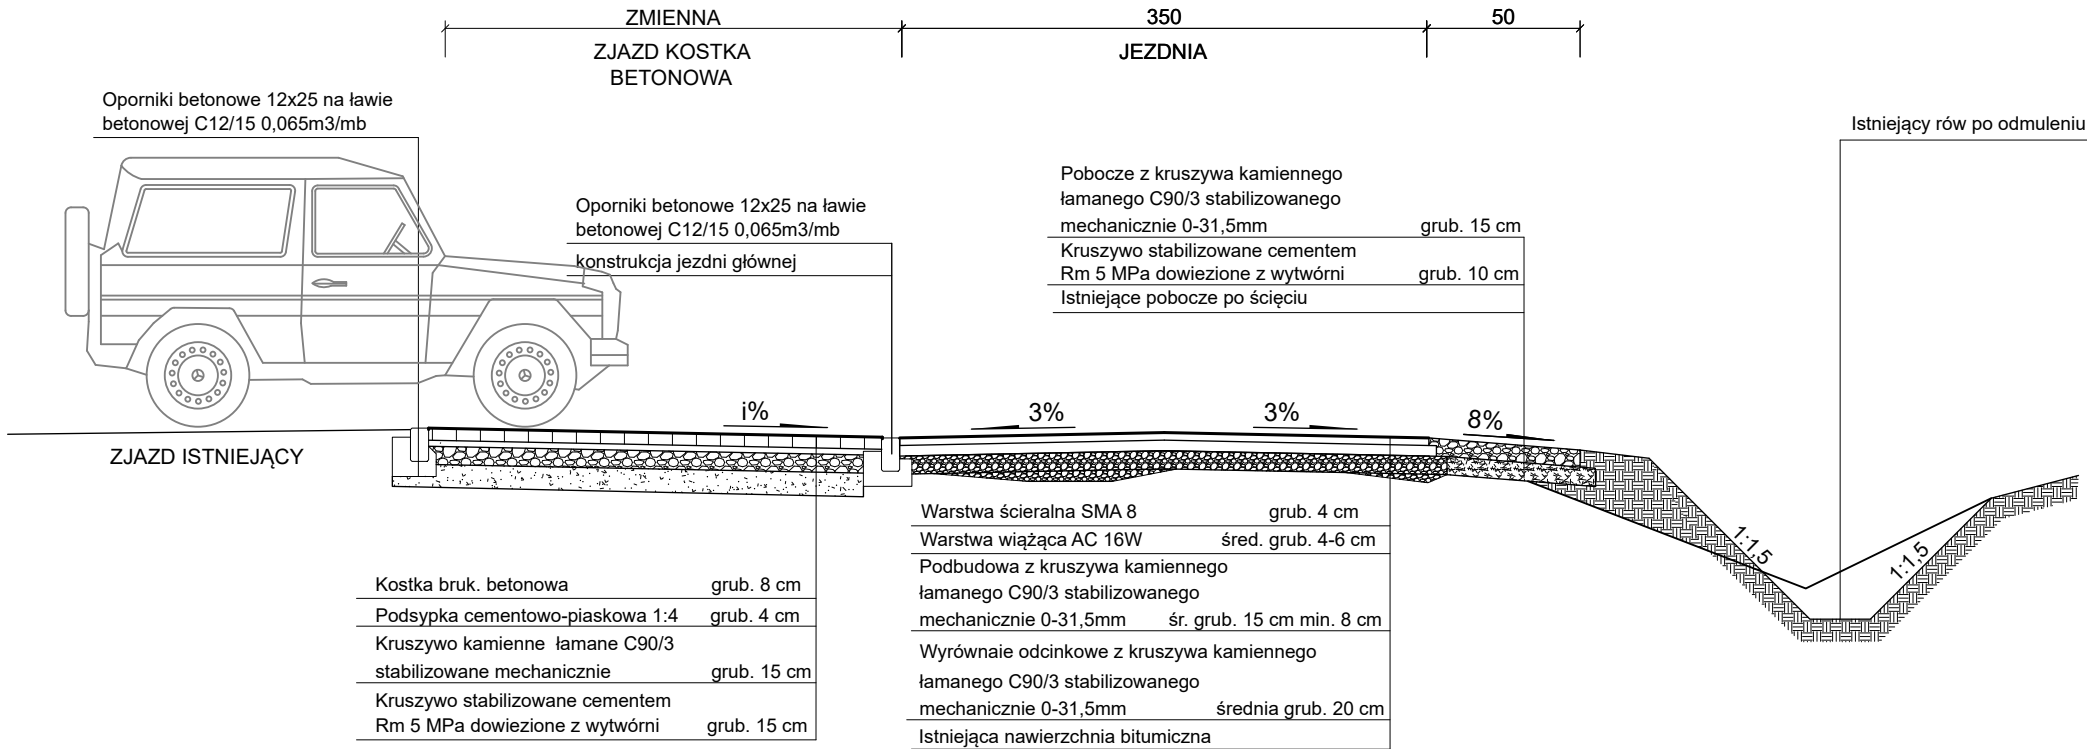 ZMIENNA
350
50
ZJAZD KOSTKA
BETONOWA
JEZDNIA
Oporniki betonowe 12x25 na ławie
betonowej C12/15 0,065m3/mb
Istniejący rów po odmuleniu
Pobocze z kruszywa kamiennego
łamanego C90/3 stabilizowanego
mechanicznie 0-31,5mm grub. 15 cm
Kruszywo stabilizowane cementem
Rm 5 MPa dowiezione z wytwórni grub. 10 cm
Istniejące pobocze po ścięciu
Oporniki betonowe 12x25 na ławie
betonowej C12/15 0,065m3/mb
konstrukcja jezdni głównej
i%
3%
3%
8%
ZJAZD ISTNIEJĄCY
1:1,5
1:1,5
Kostka bruk. betonowa grub. 8 cm
Podsypka cementowo-piaskowa 1:4 grub. 4 cm
Kruszywo kamienne łamane C90/3
stabilizowane mechanicznie grub. 15 cm
Kruszywo stabilizowane cementem
Rm 5 MPa dowiezione z wytwórni grub. 15 cm
Warstwa ścieralna SMA 8 grub. 4 cm
Warstwa wiążąca AC 16W śred. grub. 4-6 cm
Podbudowa z kruszywa kamiennego
łamanego C90/3 stabilizowanego
mechanicznie 0-31,5mm śr. grub. 15 cm min. 8 cm
Wyrównaie odcinkowe z kruszywa kamiennego
łamanego C90/3 stabilizowanego
mechanicznie 0-31,5mm średnia grub. 20 cm
Istniejąca nawierzchnia bitumiczna